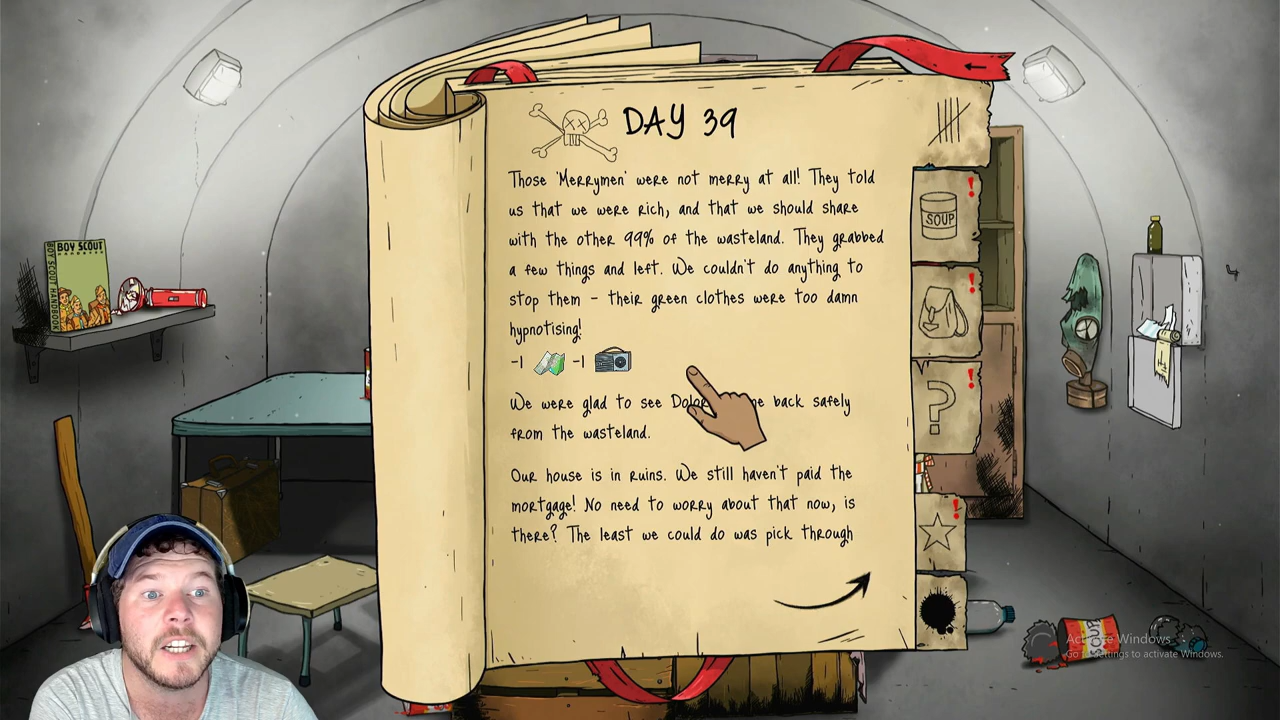 DAY 39
Those 'Merrymen' were not merry at all! They told
us that we were rich, and that we should share
with the other 99% of the wasteland. They grabbed
a few things and left. We couldn't do anything to
stop them - their green clothes were too damn
hypnotising!
-1 -1
We were glad to see back safely
from the wasteland.
Our house is in ruins. We still haven't paid the
mortgage! No need to worry about that now, is
there? The least we could do was pick through
SOUP
BOY SCOUT
BOY SCOUT HANDBOOK
Activate Windows
Go to Settings to activate Windows.